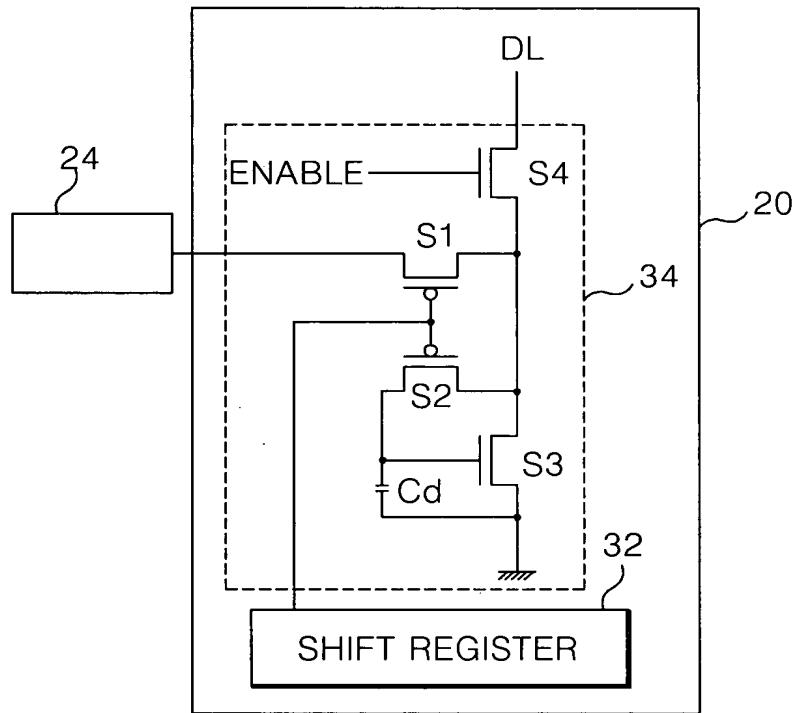 DL
24
ENABLE
S4
20
S1
34
S2
S3
Cd
32
SHIFT REGISTER